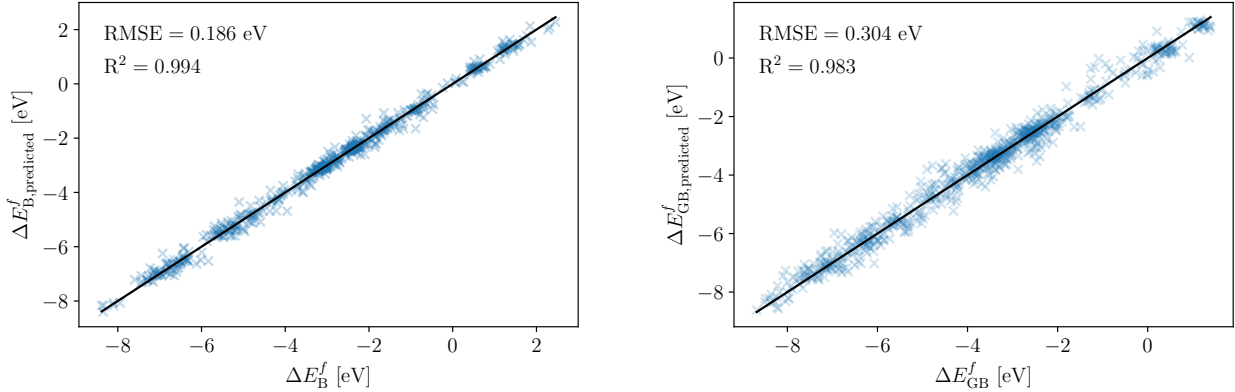 RMSE = 0.186 eV
R² = 0.994
2
0
−2
−4
−6
−8
ΔE^f_B,predicted [eV]
−8 −6 −4 −2 0 2
ΔE^f_B [eV]
RMSE = 0.304 eV
R² = 0.983
0
−2
−4
−6
−8
ΔE^f_GB,predicted [eV]
−8 −6 −4 −2 0
ΔE^f_GB [eV]